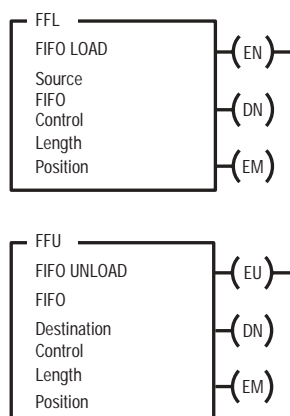 FFL
FIFO LOAD
EN
Source
FIFO
DN
Control
Length
Position
EM
FFU
FIFO UNLOAD
EU
FIFO
Destination
DN
Control
Length
EM
Position